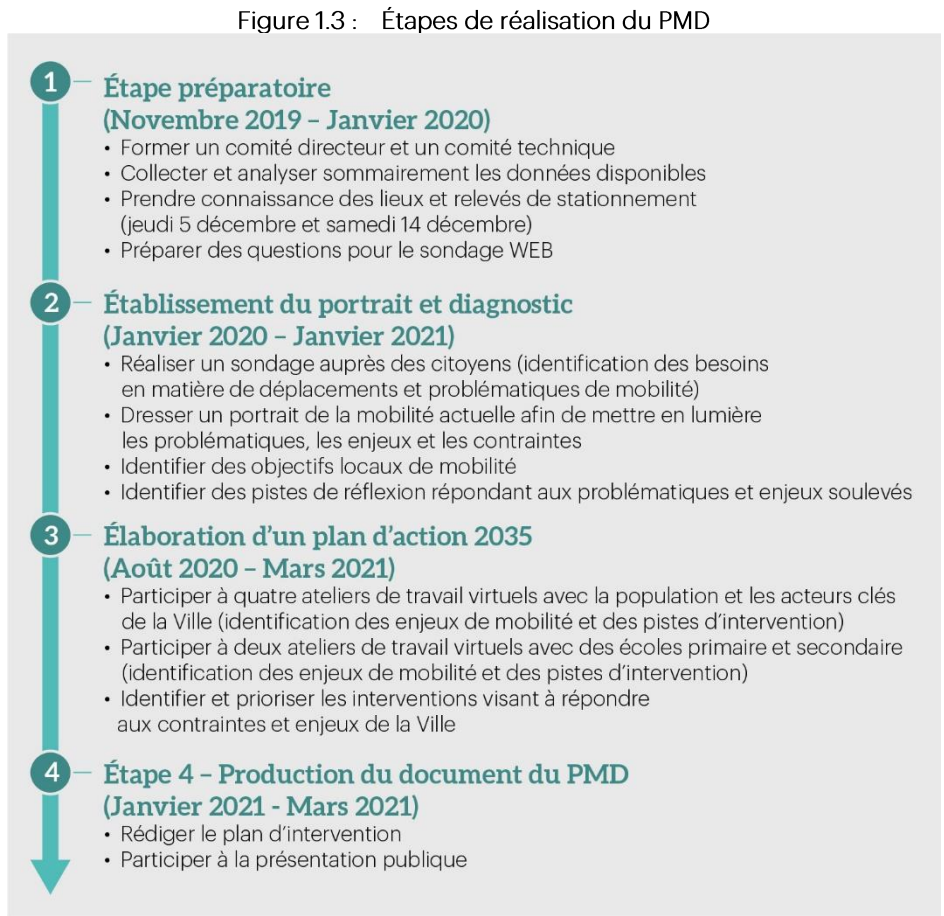 Figure 1.3 : Étapes de réalisation du PMD
1
Étape préparatoire
(Novembre 2019 – Janvier 2020)
• Former un comité directeur et un comité technique
• Collecter et analyser sommairement les données disponibles
• Prendre connaissance des lieux et relevés de stationnement
(jeudi 5 décembre et samedi 14 décembre)
• Préparer des questions pour le sondage WEB
2
Établissement du portrait et diagnostic
(Janvier 2020 – Janvier 2021)
• Réaliser un sondage auprès des citoyens (identification des besoins
en matière de déplacements et problématiques de mobilité)
• Dresser un portrait de la mobilité actuelle afin de mettre en lumière
les problématiques, les enjeux et les contraintes
• Identifier des objectifs locaux de mobilité
• Identifier des pistes de réflexion répondant aux problématiques et enjeux soulevés
3
Élaboration d'un plan d'action 2035
(Août 2020 – Mars 2021)
• Participer à quatre ateliers de travail virtuels avec la population et les acteurs clés
de la Ville (identification des enjeux de mobilité et des pistes d'intervention)
• Participer à deux ateliers de travail virtuels avec des écoles primaire et secondaire
(identification des enjeux de mobilité et des pistes d'intervention)
• Identifier et prioriser les interventions visant à répondre
aux contraintes et enjeux de la Ville
4
Étape 4 – Production du document du PMD
(Janvier 2021 - Mars 2021)
• Rédiger le plan d'intervention
• Participer à la présentation publique